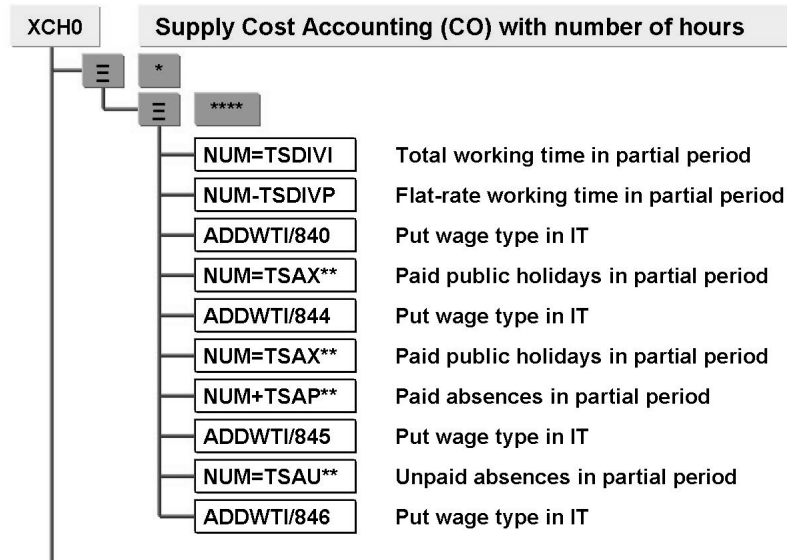 XCH0 Supply Cost Accounting (CO) with number of hours
*
****
NUM=TSDIVI Total working time in partial period
NUM-TSDIVP Flat-rate working time in partial period
ADDWTI/840 Put wage type in IT
NUM=TSAX** Paid public holidays in partial period
ADDWTI/844 Put wage type in IT
NUM=TSAX** Paid public holidays in partial period
NUM+TSAP** Paid absences in partial period
ADDWTI/845 Put wage type in IT
NUM=TSAU** Unpaid absences in partial period
ADDWTI/846 Put wage type in IT